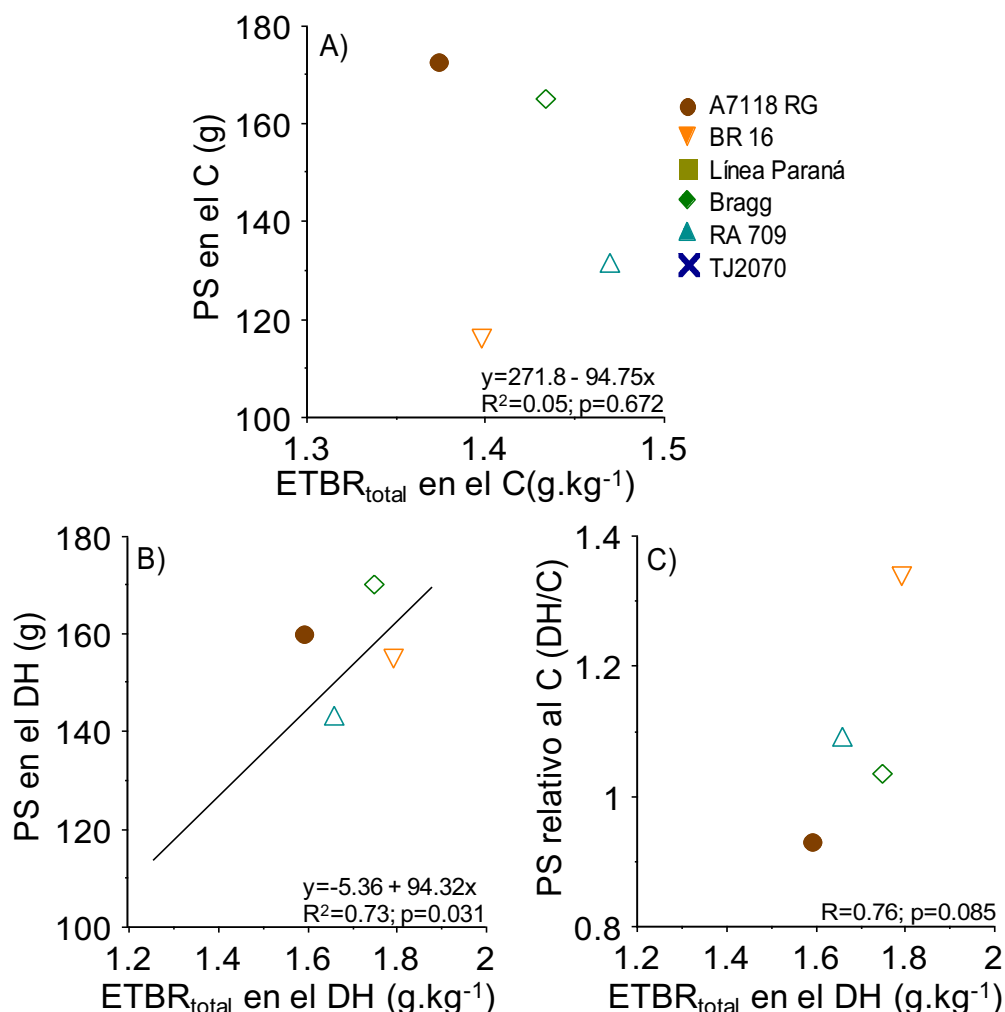 A)
180
160
140
120
100
PS en el C (g)
1.3
1.4
1.5
ETBRtotal en el C(g.kg-1)
y=271.8 - 94.75x
R2=0.05; p=0.672
A7118 RG
BR 16
Línea Paraná
Bragg
RA 709
TJ2070
B)
180
160
140
120
100
PS en el DH (g)
y=-5.36 + 94.32x
R2=0.73; p=0.031
1.2
1.4
1.6
1.8
2
ETBRtotal en el DH (g.kg-1)
C)
1.4
1.2
1
0.8
PS relativo al C (DH/C)
R=0.76; p=0.085
1.2
1.4
1.6
1.8
2
ETBRtotal en el DH (g.kg-1)